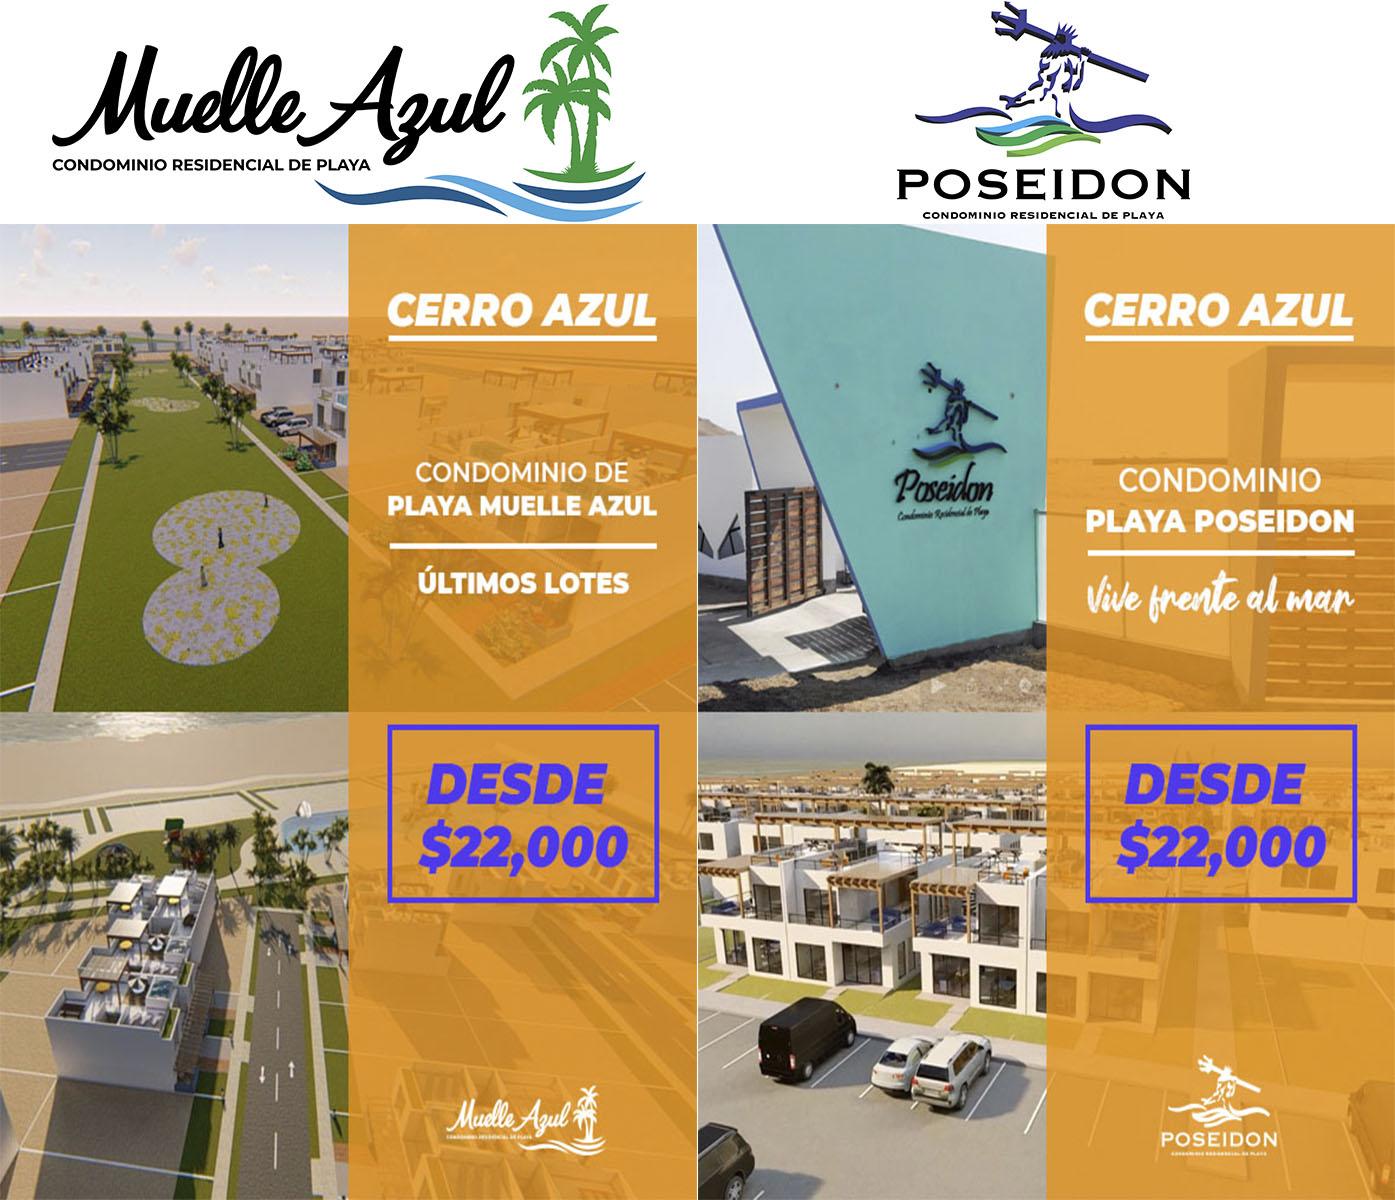 Muelle Azul
CONDOMINIO RESIDENCIAL DE PLAYA
POSEIDON
CONDOMINIO RESIDENCIAL DE PLAYA
CERRO AZUL
CONDOMINIO DE
PLAYA MUELLE AZUL
ÚLTIMOS LOTES
DESDE
$22,000
Muelle Azul
CONDOMINIO RESIDENCIAL DE PLAYA
Poseidon
Condominio Residencial de Playa
CERRO AZUL
CONDOMINIO
PLAYA POSEIDON
Vive frente al mar
DESDE
$22,000
POSEIDON
CONDOMINIO RESIDENCIAL DE PLAYA